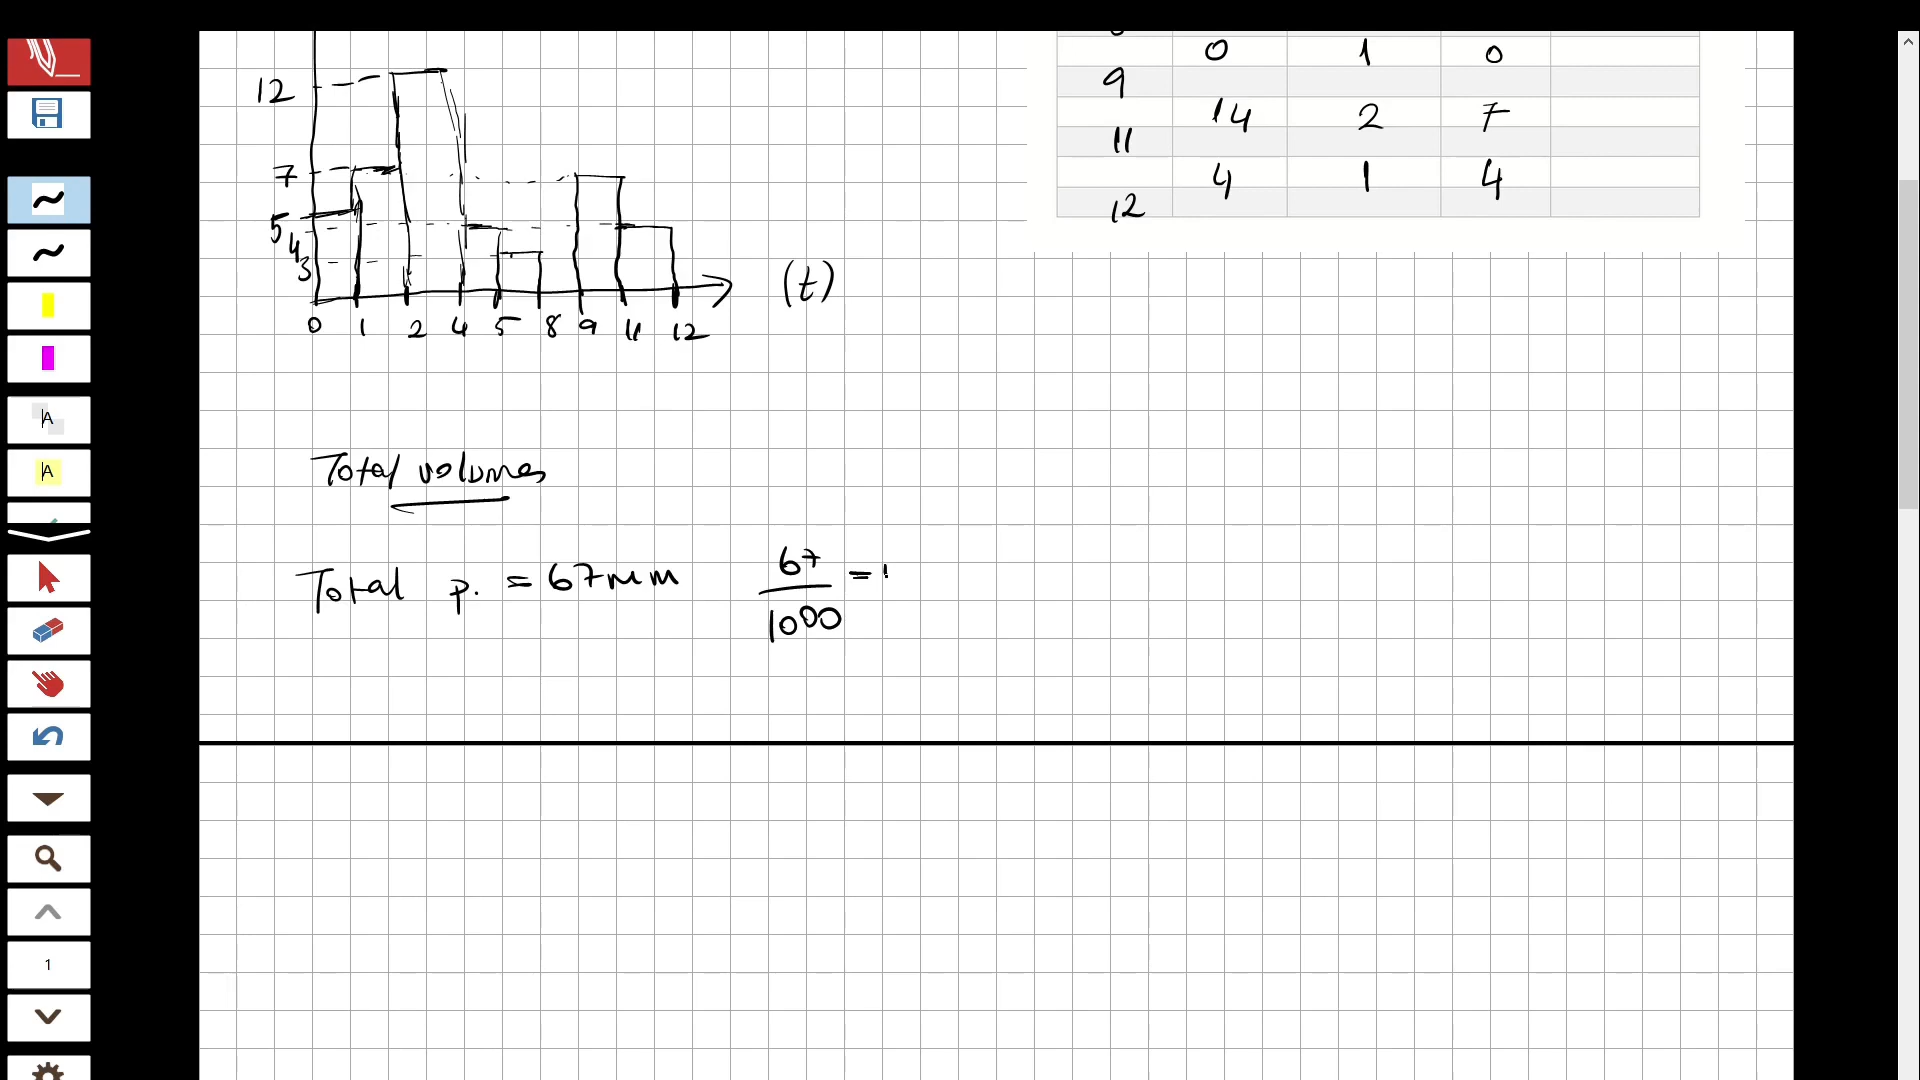 12
7
5
4
3
0 1 2 4 5 8 9 11 12
(t)
0 1 0
9
14 2 7
11
4 1 4
12
Total volumes
Total p. = 67mm
67
1000
=
A
A
1